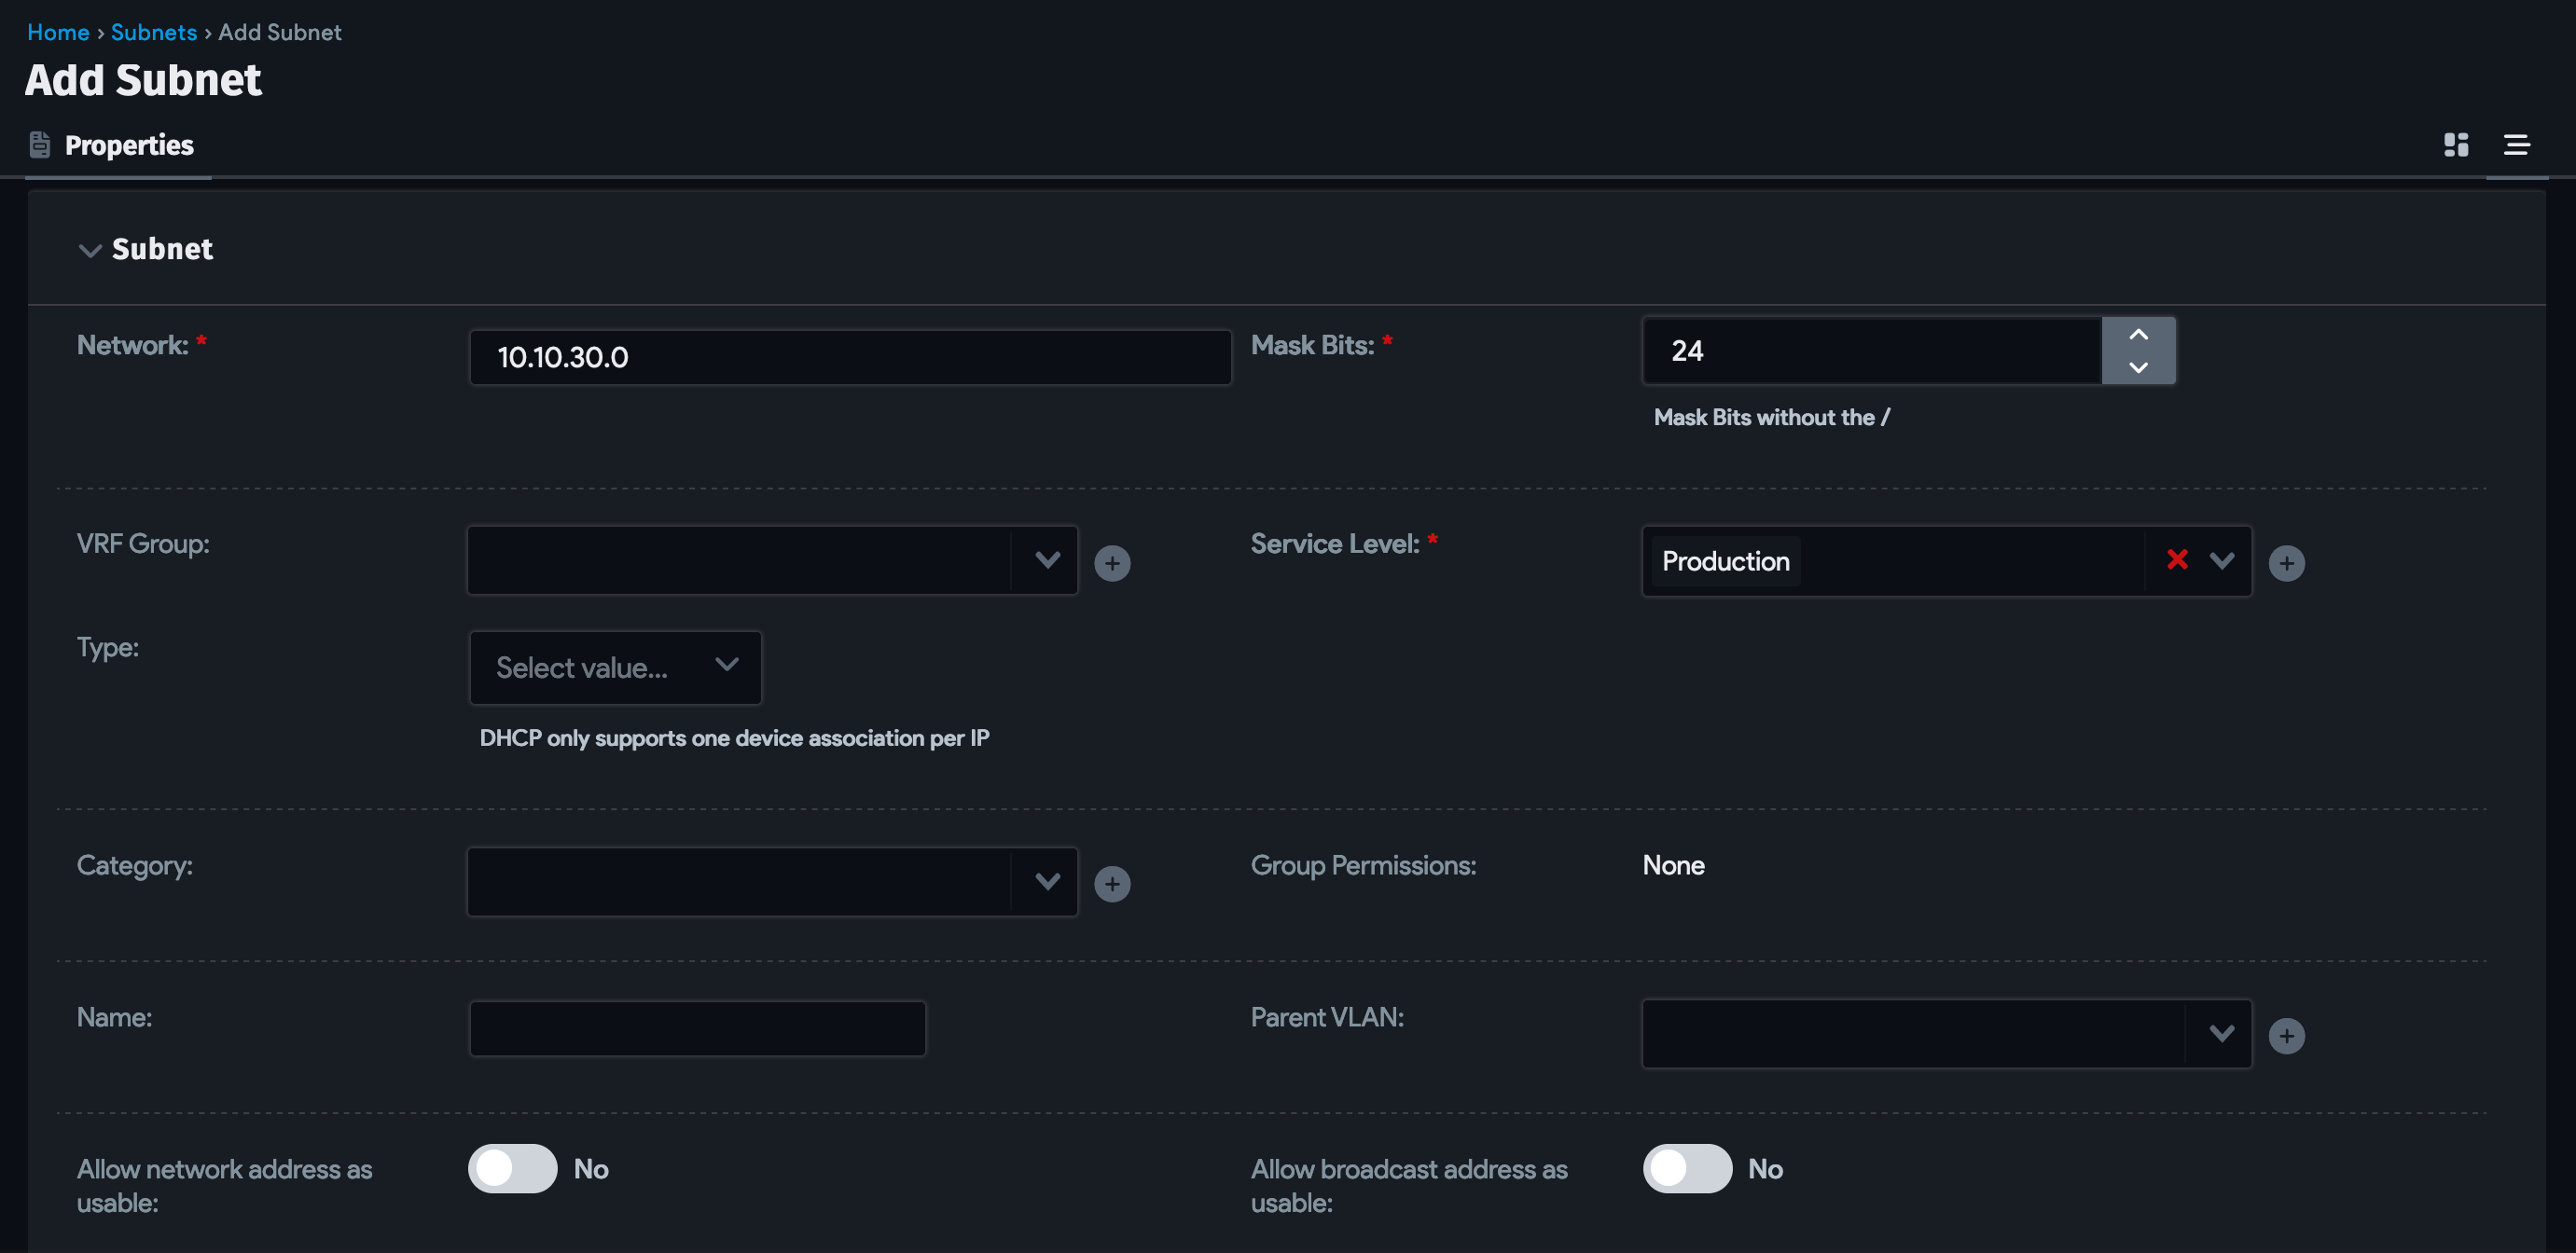 Home › Subnets › Add Subnet
Add Subnet
Properties
Subnet
Network: * 10.10.30.0 Mask Bits: * 24
Mask Bits without the /
VRF Group: Service Level: * Production
Type: Select value...
DHCP only supports one device association per IP
Category: Group Permissions: None
Name: Parent VLAN:
Allow network address as usable: No Allow broadcast address as usable: No